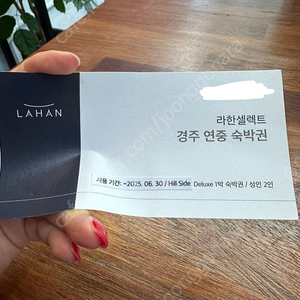 LAHAN
라한셀렉트
경주 연중 숙박권
사용 기간: ~2025. 06. 30 / Hill Side Deluxe 1박 숙박권 / 성인 2인